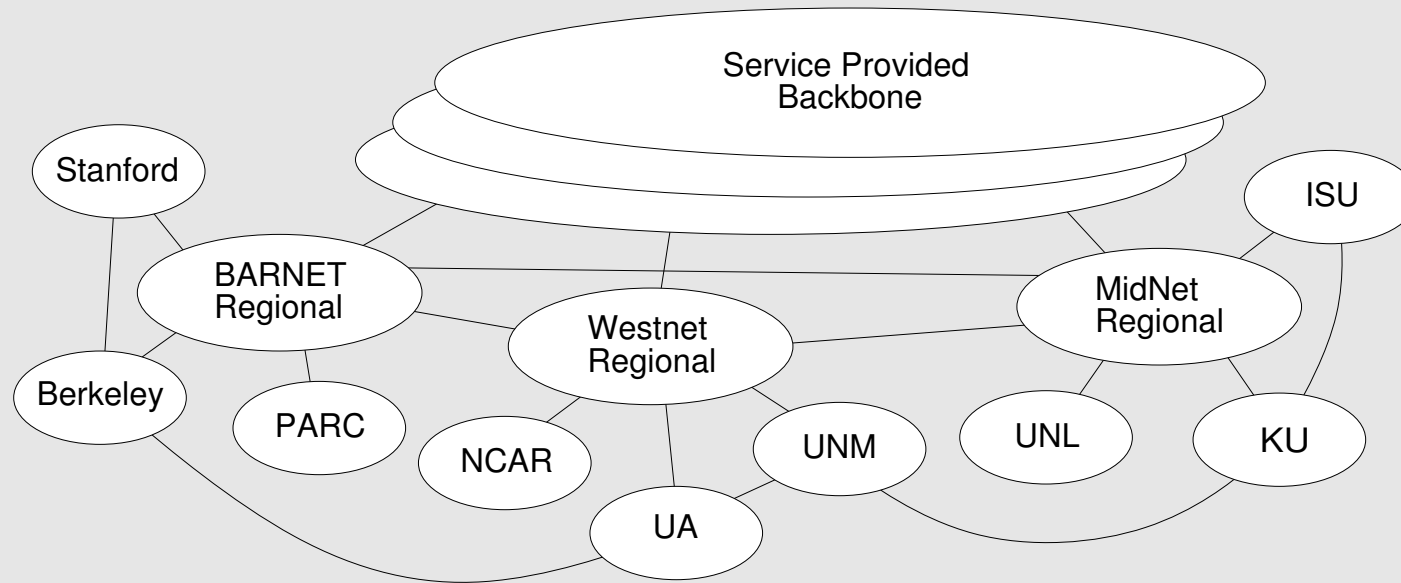 Service Provided
Backbone
Stanford
ISU
BARNET
Regional
MidNet
Regional
Westnet
Regional
Berkeley
PARC
NCAR
UNM
UNL
KU
UA